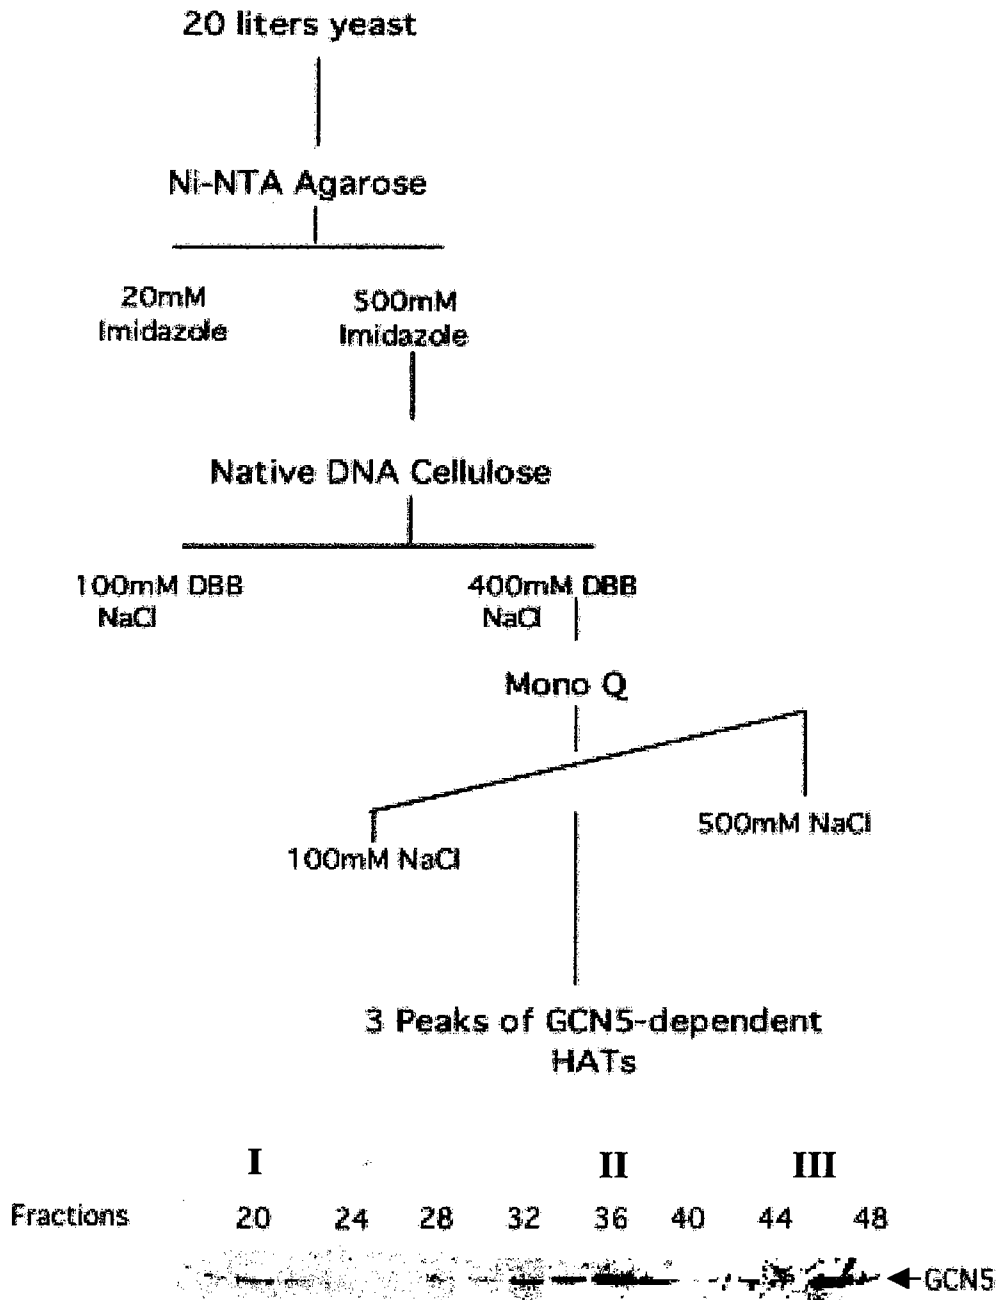 20 liters yeast
Ni-NTA Agarose
20mM
Imidazole
500mM
Imidazole
Native DNA Cellulose
100mM DBB
NaCl
400mM DBB
NaCl
Mono Q
500mM NaCl
100mM NaCl
3 Peaks of GCN5-dependent
HATs
I II III
Fractions 20 24 28 32 36 40 44 48
GCN5